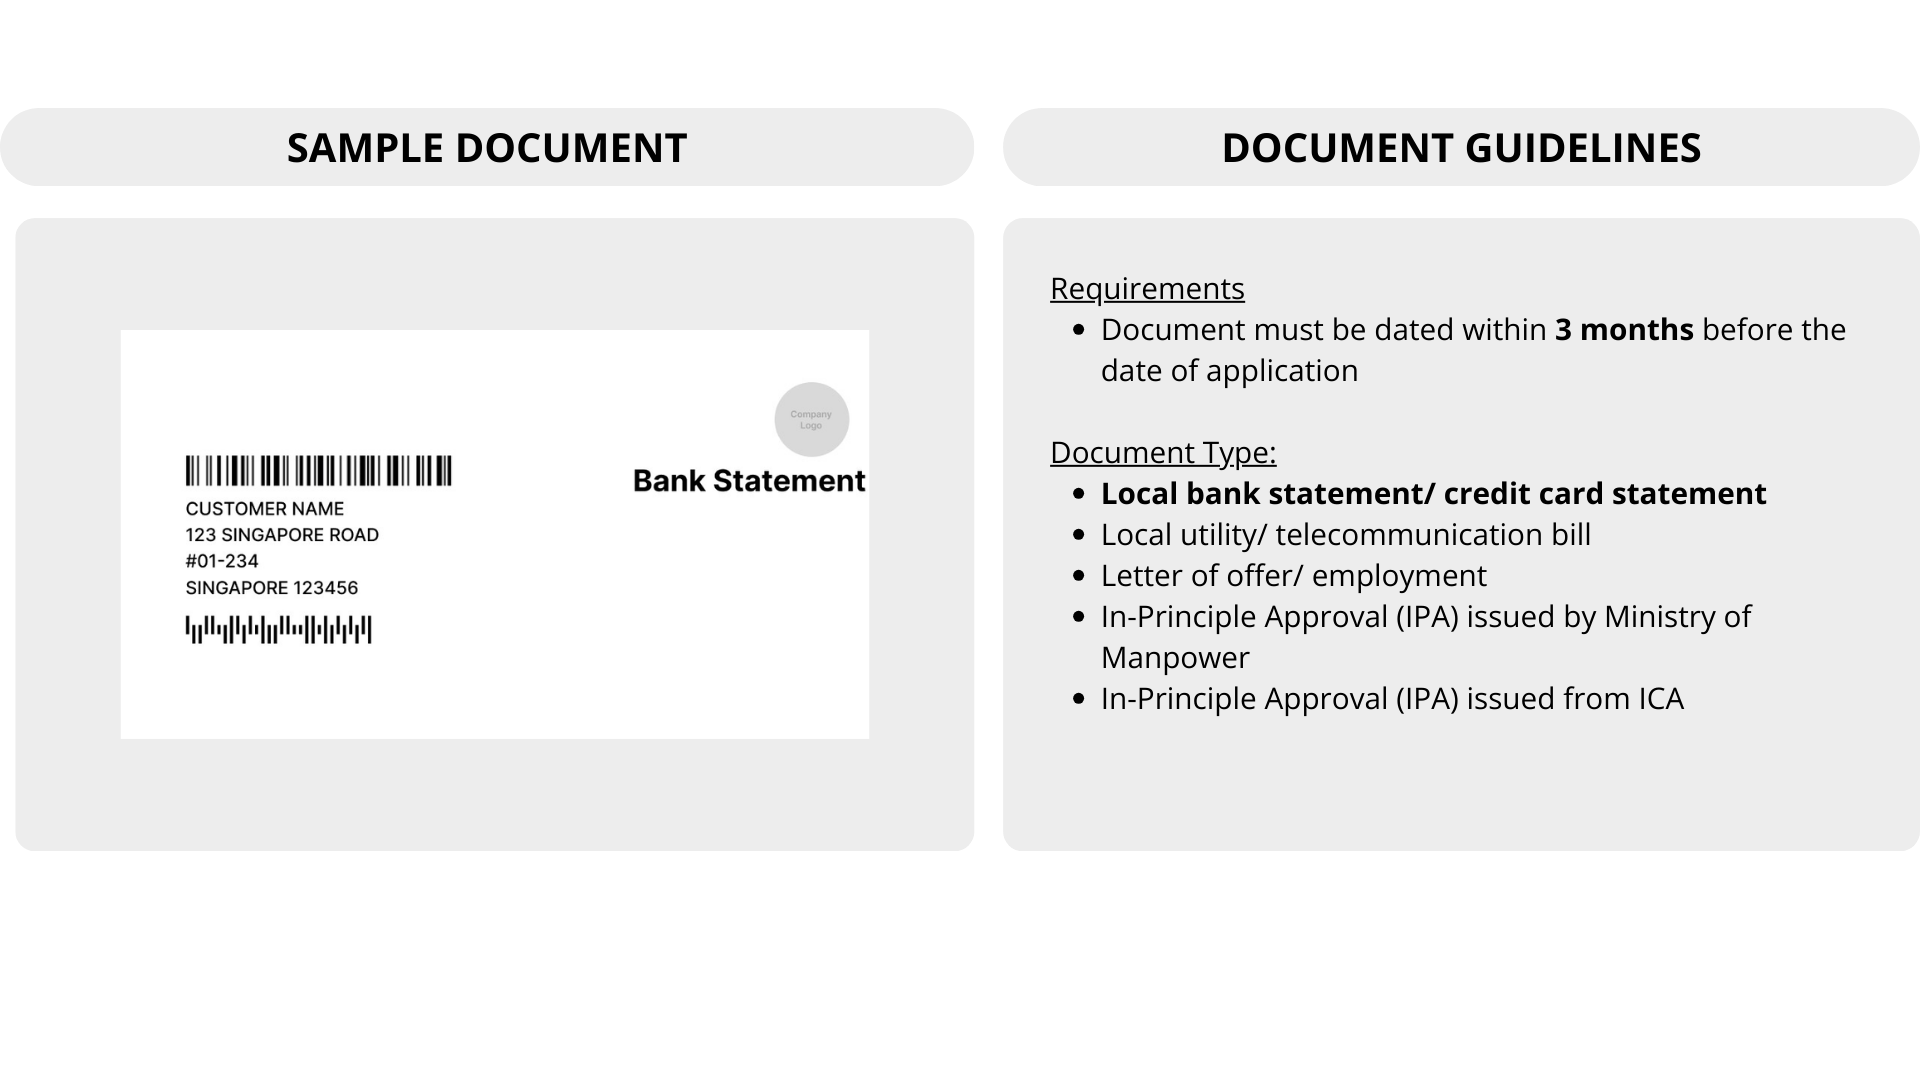 SAMPLE DOCUMENT
Company
Logo
Bank Statement
CUSTOMER NAME
123 SINGAPORE ROAD
#01-234
SINGAPORE 123456
DOCUMENT GUIDELINES
Requirements
• Document must be dated within 3 months before the
date of application
Document Type:
• Local bank statement/ credit card statement
• Local utility/ telecommunication bill
• Letter of offer/ employment
• In-Principle Approval (IPA) issued by Ministry of
Manpower
• In-Principle Approval (IPA) issued from ICA